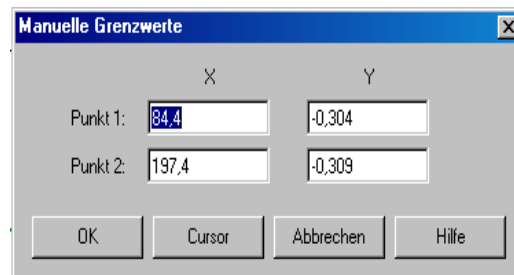 Manuelle Grenzwerte
X Y
Punkt 1: 84,4 -0,304
Punkt 2: 197,4 -0,309
OK Cursor Abbrechen Hilfe